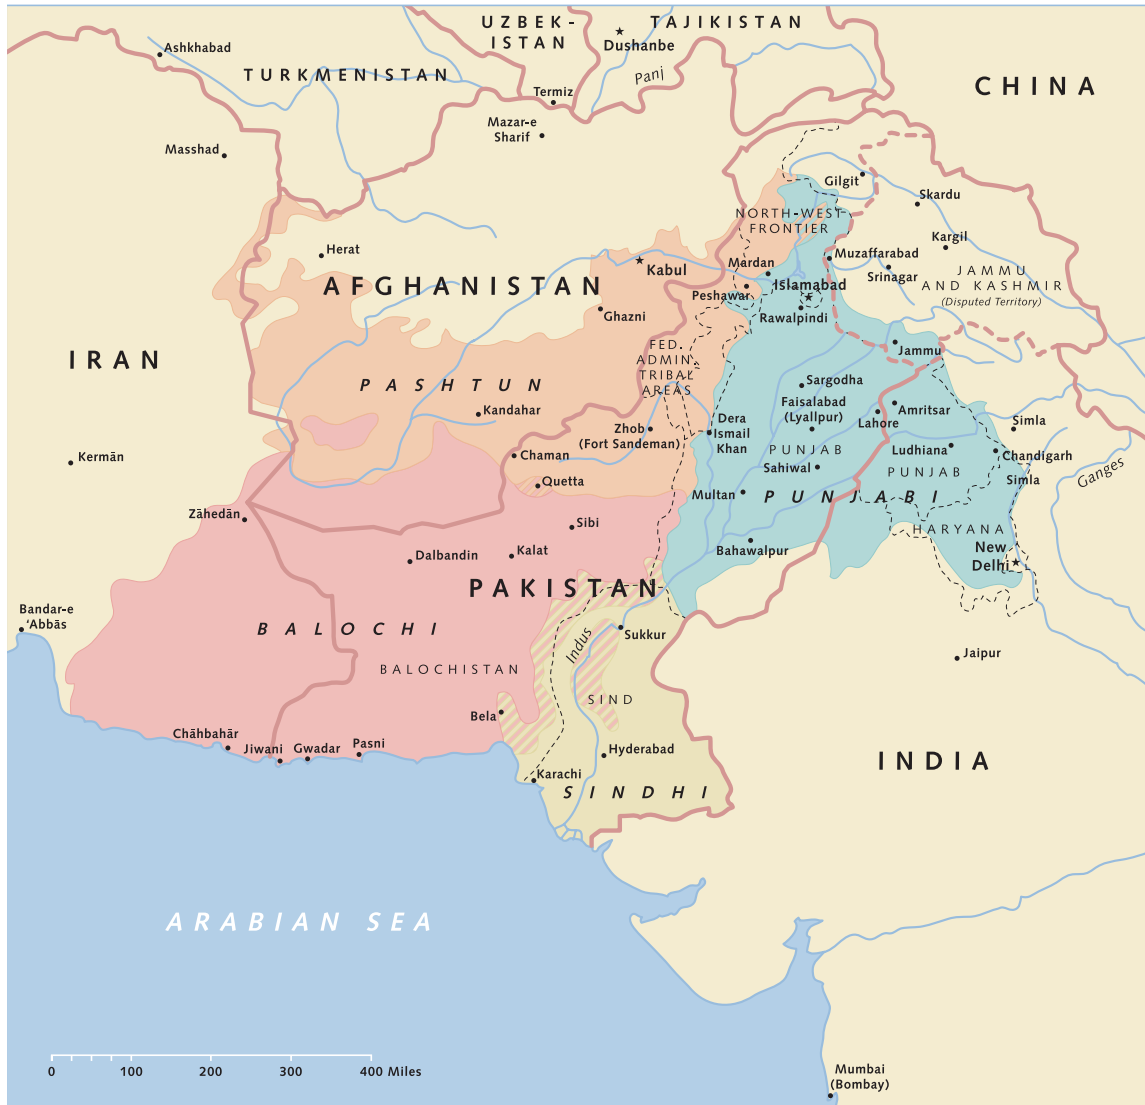 UZBEK-
ISTAN
TAJIKISTAN
Dushanbe
Ashkhabad
TURKMENISTAN
Panj
CHINA
Termiz
Mazar-e
Sharif
Masshad
Gilgit
Skardu
NORTH-WEST
FRONTIER
Kargil
Herat
Muzaffarabad
Srinagar
Mardan
Kabul
JAMMU
AND KASHMIR
(Disputed Territory)
AFGHANISTAN
Islamabad
Peshawar
Ghazni
Rawalpindi
FED.
ADMIN.
TRIBAL
AREAS
Jammu
IRAN
PASHTUN
Sargodha
Faisalabad
(Lyallpur)
Kandahar
Amritsar
Lahore
Dera
Ismail
Khan
Simla
Zhob
(Fort Sandeman)
PUNJAB
Ludhiana
Chandigarh
Kermān
Chaman
Sahiwal
PUNJAB
Simla
Ganges
Quetta
Multan
PUNJABI
Zāhedān
Sibi
HARYANA
Dalbandin
Kalat
Bahawalpur
New
Delhi
PAKISTAN
Bandar-e
‘Abbās
BALOCHI
Indus
Sukkur
Jaipur
BALOCHISTAN
SIND
Bela
Chāhbahār
Jiwani
Gwadar
Pasni
Hyderabad
INDIA
Karachi
SINDHI
ARABIAN SEA
0
100
200
300
400 Miles
Mumbai
(Bombay)